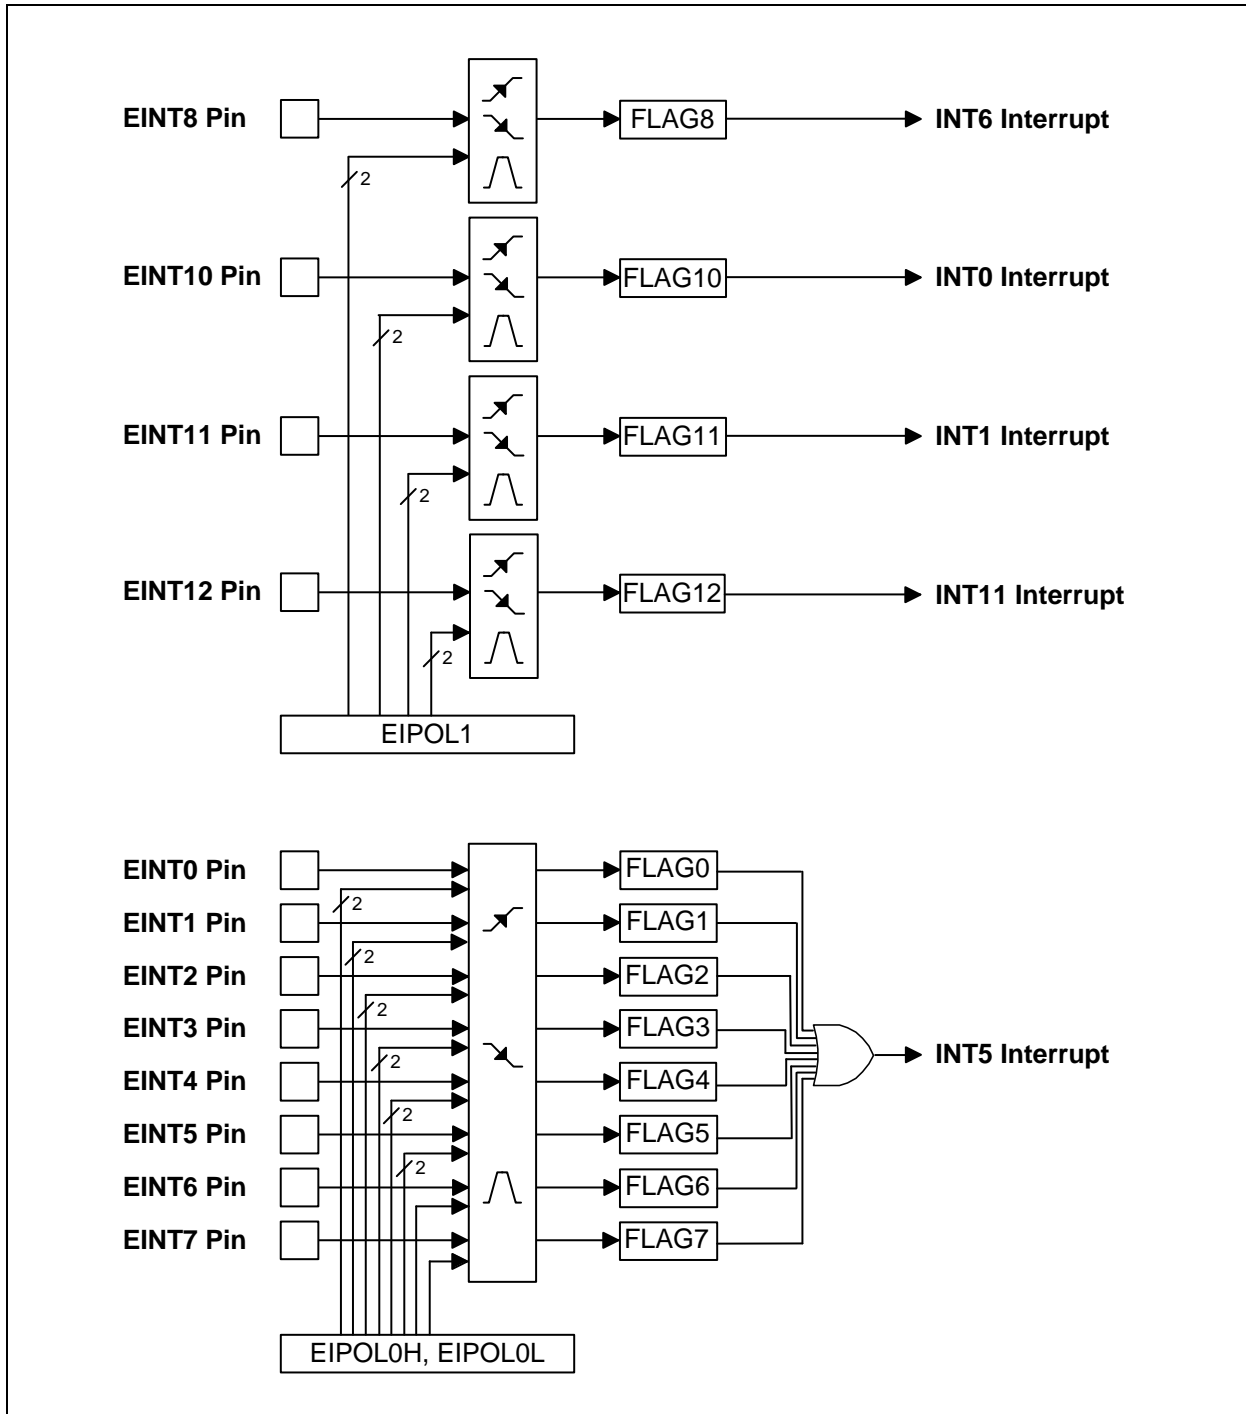 EINT8 Pin
FLAG8
INT6 Interrupt
2
EINT10 Pin
FLAG10
INT0 Interrupt
2
EINT11 Pin
FLAG11
INT1 Interrupt
2
EINT12 Pin
FLAG12
INT11 Interrupt
2
EIPOL1
EINT0 Pin
FLAG0
2
EINT1 Pin
FLAG1
2
EINT2 Pin
FLAG2
2
EINT3 Pin
FLAG3
INT5 Interrupt
2
EINT4 Pin
FLAG4
2
EINT5 Pin
FLAG5
2
EINT6 Pin
FLAG6
EINT7 Pin
FLAG7
EIPOL0H, EIPOL0L